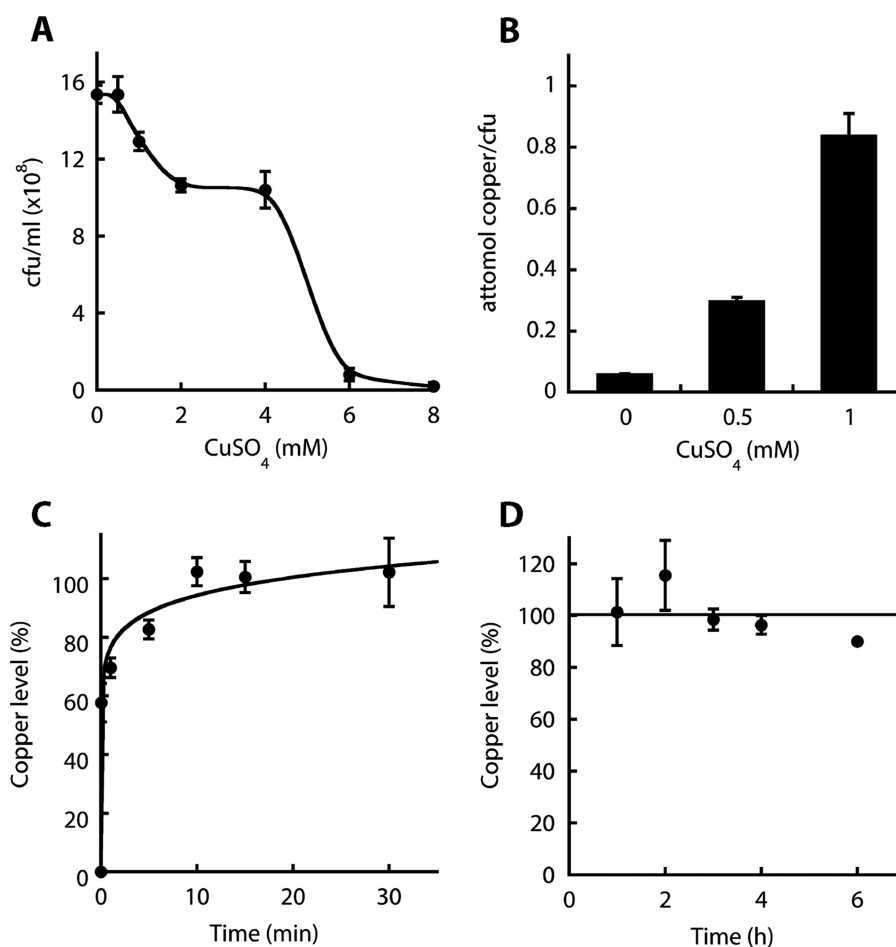 A
16
12
8
4
0
cfu/ml (x10⁸)
0 2 4 6 8
CuSO₄ (mM)
B
1
0.8
0.6
0.4
0.2
0
attomol copper/cfu
0 0.5 1
CuSO₄ (mM)
C
100
80
60
40
20
0
Copper level (%)
0 10 20 30
Time (min)
D
120
100
80
60
40
20
0
Copper level (%)
0 2 4 6
Time (h)